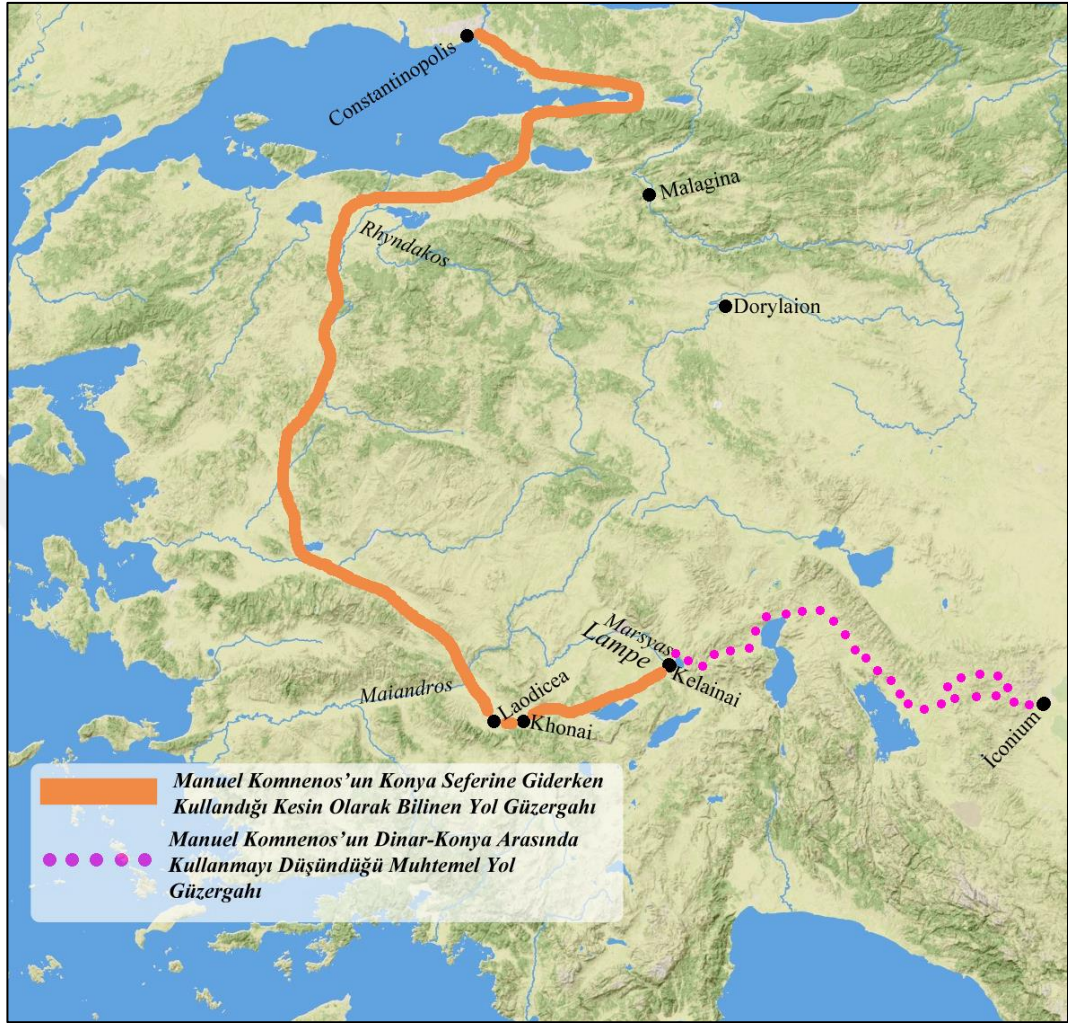 Constantinopolis
Malagina
Rhyndakos
Dorylaion
Marsyas
Lampe
Kelainai
Maiandros
Laodicea
Khonai
İconium
Manuel Komnenos’un Konya Seferine Giderken
Kullandığı Kesin Olarak Bilinen Yol Güzergahı
Manuel Komnenos’un Dinar-Konya Arasında
Kullanmayı Düşündüğü Muhtemel Yol
Güzergahı